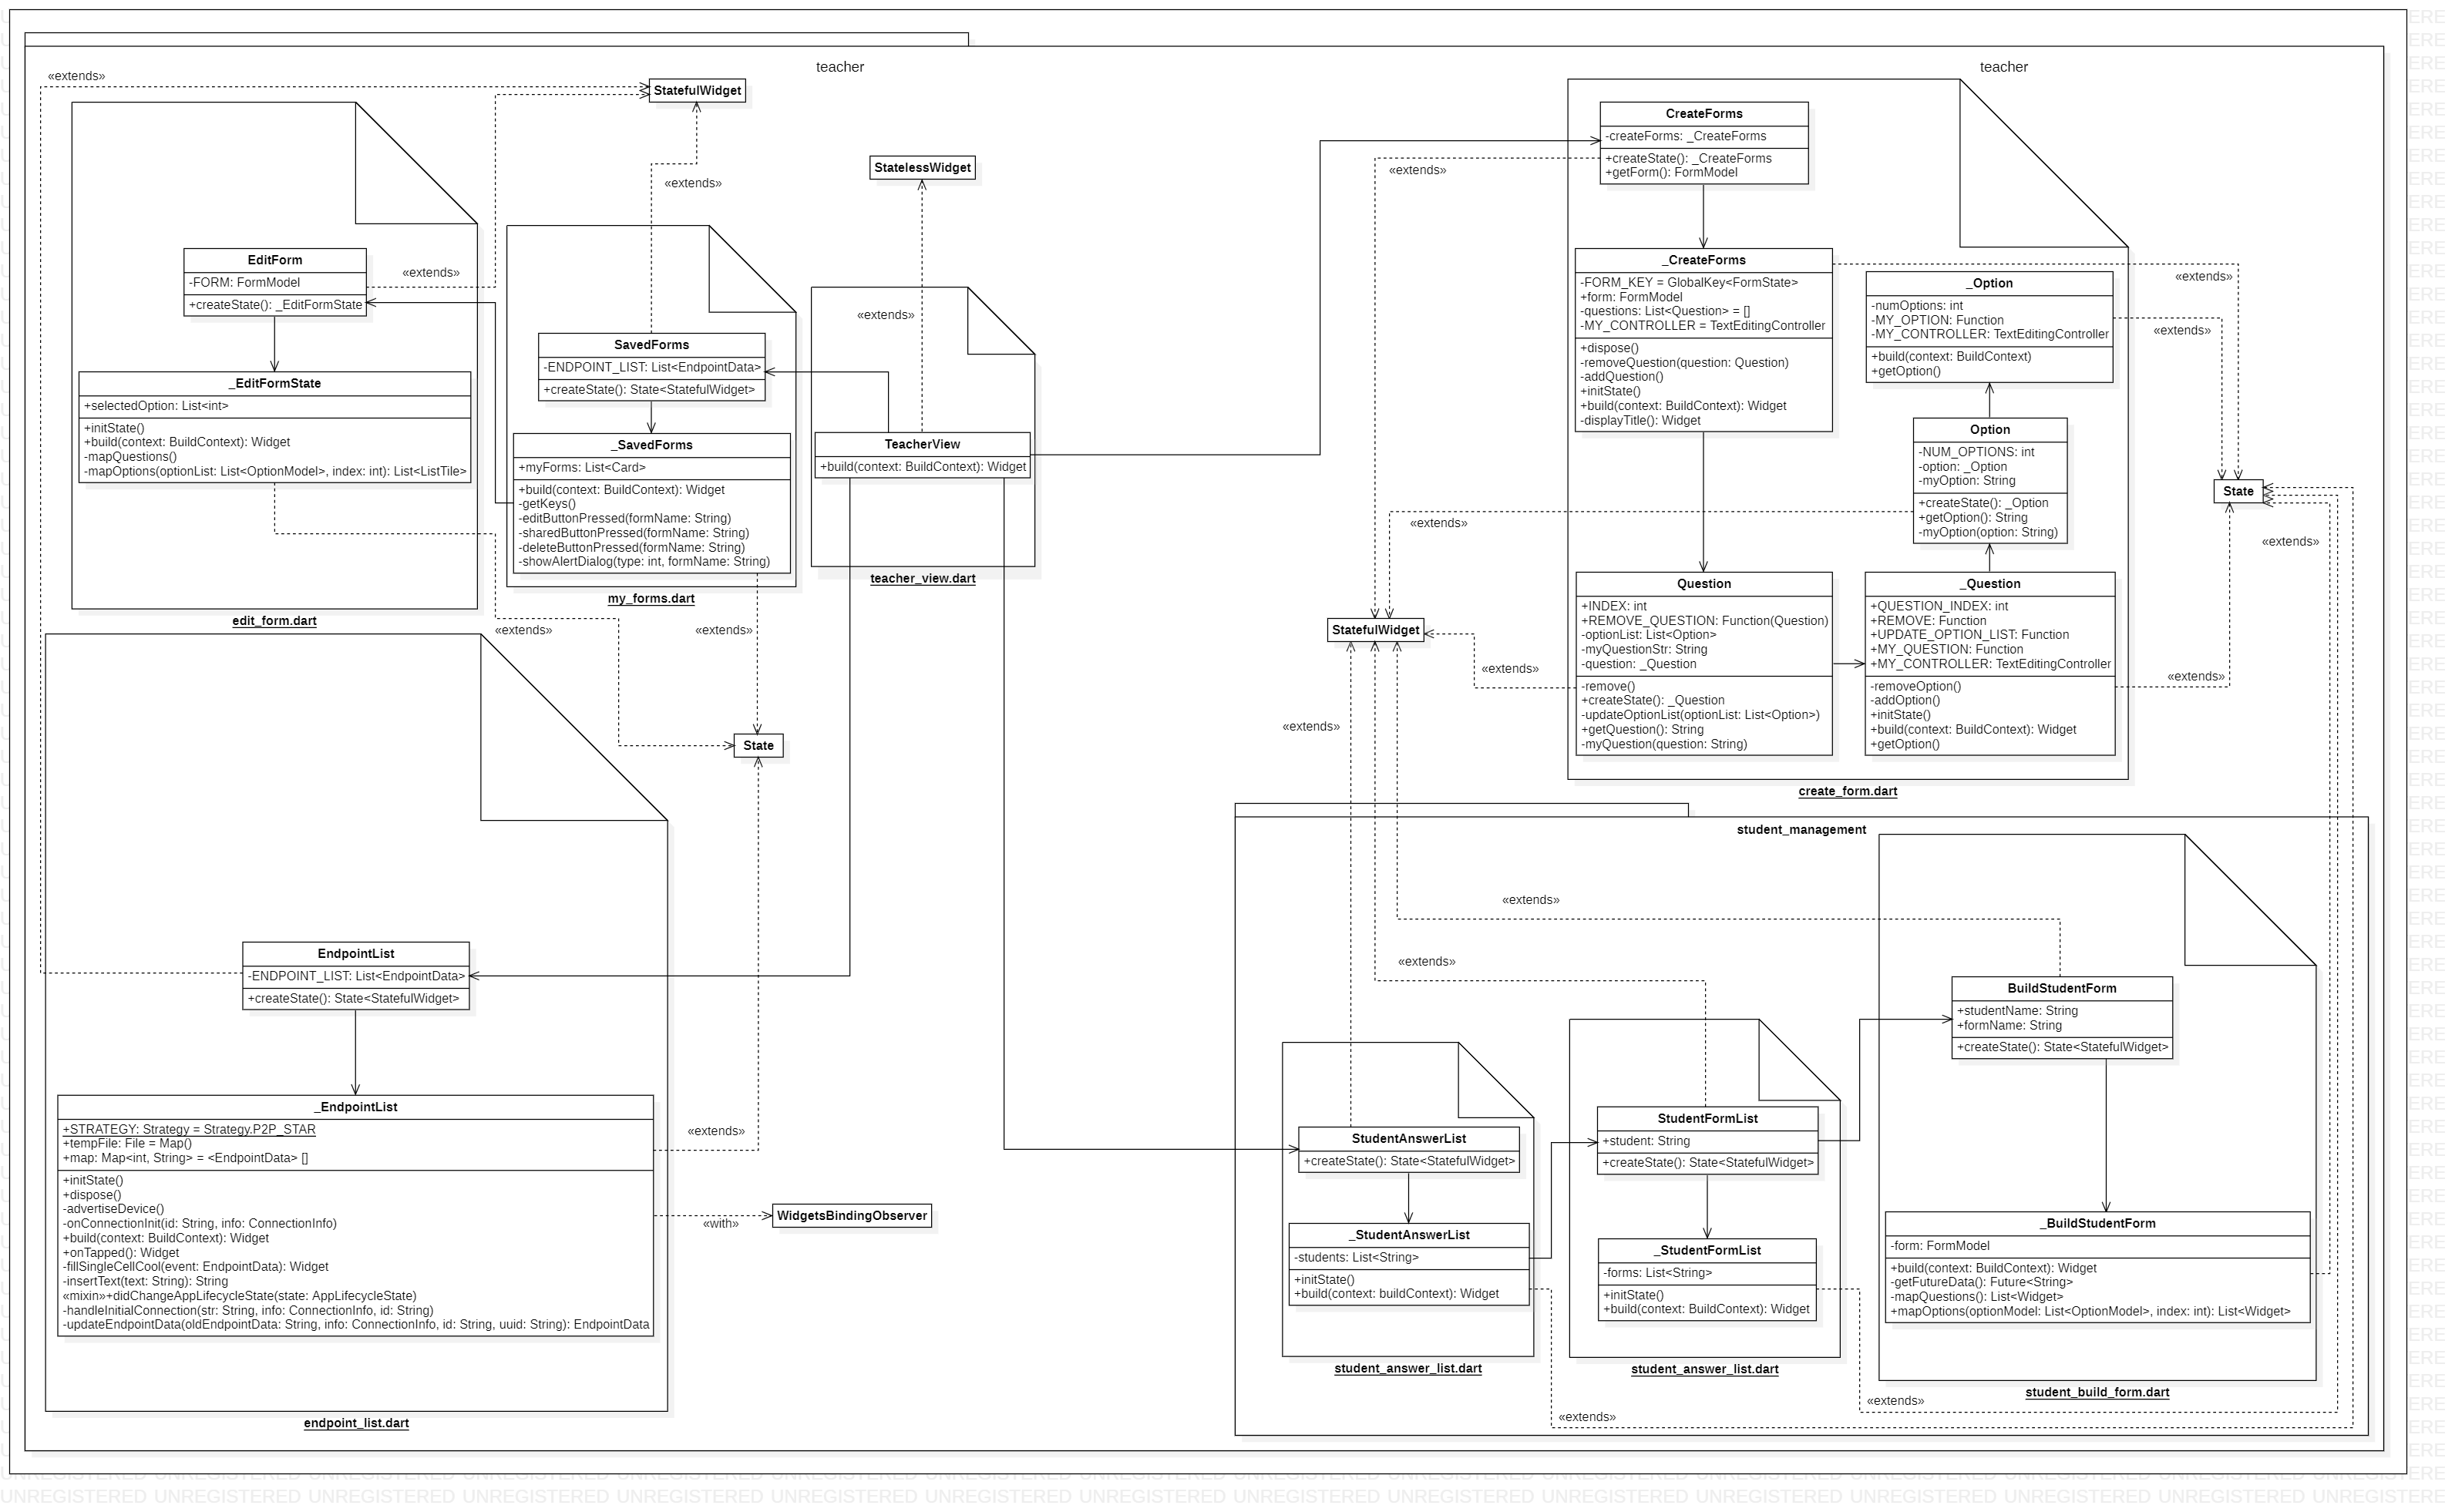 teacher
teacher
«extends»
StatefulWidget
StatelessWidget
«extends»
«extends»
«extends»
EditForm
-FORM: FormModel
+createState(): _EditFormState
_EditFormState
+selectedOption: List<int>
+initState()
+build(context: BuildContext): Widget
-mapQuestions()
-mapOptions(optionList: List<OptionModel>, index: int): List<ListTile>
edit_form.dart
SavedForms
-ENDPOINT_LIST: List<EndpointData>
+createState(): State<StatefulWidget>
_SavedForms
+myForms: List<Card>
+build(context: BuildContext): Widget
-getKeys()
-editButtonPressed(formName: String)
-sharedButtonPressed(formName: String)
-deleteButtonPressed(formName: String)
-showAlertDialog(type: int, formName: String)
my_forms.dart
TeacherView
+build(context: BuildContext): Widget
teacher_view.dart
«extends»
«extends»
State
EndpointList
-ENDPOINT_LIST: List<EndpointData>
+createState(): State<StatefulWidget>
_EndpointList
+STRATEGY: Strategy = Strategy.P2P_STAR
+tempFile: File = Map()
+map: Map<int, String> = <EndpointData> []
+initState()
+dispose()
-advertiseDevice()
-onConnectionInit(id: String, info: ConnectionInfo)
+build(context: BuildContext): Widget
+onTapped(): Widget
-fillSingleCellCool(event: EndpointData): Widget
-insertText(text: String): String
«mixin»+didChangeAppLifecycleState(state: AppLifecycleState)
-handleInitialConnection(str: String, info: ConnectionInfo, id: String)
-updateEndpointData(oldEndpointData: String, info: ConnectionInfo, id: String, uuid: String): EndpointData
endpoint_list.dart
«extends»
«with»
WidgetsBindingObserver
CreateForms
-createForms: _CreateForms
+createState(): _CreateForms
+getForm(): FormModel
«extends»
_CreateForms
-FORM_KEY = GlobalKey<FormState>
+form: FormModel
-questions: List<Question> = []
-MY_CONTROLLER = TextEditingController
+dispose()
-removeQuestion(question: Question)
-addQuestion()
+initState()
+build(context: BuildContext): Widget
-displayTitle(): Widget
_Option
-numOptions: int
-MY_OPTION: Function
-MY_CONTROLLER: TextEditingController
+build(context: BuildContext)
+getOption()
«extends»
«extends»
Option
-NUM_OPTIONS: int
-option: _Option
-myOption: String
+createState(): _Option
+getOption(): String
-myOption(option: String)
«extends»
State
«extends»
Question
+INDEX: int
+REMOVE_QUESTION: Function(Question)
-optionList: List<Option>
-myQuestionStr: String
-question: _Question
-remove()
+createState(): _Question
-updateOptionList(optionList: List<Option>)
+getQuestion(): String
-myQuestion(question: String)
_Question
+QUESTION_INDEX: int
+REMOVE: Function
+UPDATE_OPTION_LIST: Function
+MY_QUESTION: Function
+MY_CONTROLLER: TextEditingController
-removeOption()
-addOption()
+initState()
+build(context: BuildContext): Widget
+getOption()
«extends»
StatefulWidget
«extends»
«extends»
create_form.dart
student_management
«extends»
«extends»
StudentAnswerList
+createState(): State<StatefulWidget>
_StudentAnswerList
-students: List<String>
+initState()
+build(context: buildContext): Widget
student_answer_list.dart
StudentFormList
+student: String
+createState(): State<StatefulWidget>
_StudentFormList
-forms: List<String>
+initState()
+build(context: BuildContext): Widget
student_answer_list.dart
BuildStudentForm
+studentName: String
+formName: String
+createState(): State<StatefulWidget>
_BuildStudentForm
-form: FormModel
+build(context: BuildContext): Widget
-getFutureData(): Future<String>
-mapQuestions(): List<Widget>
+mapOptions(optionModel: List<OptionModel>, index: int): List<Widget>
student_build_form.dart
«extends»
«extends»
UNREGISTERED UNREGISTERED UNREGISTERED UNREGISTERED UNREGISTERED UNREGISTERED UNREGISTERED UNREGISTERED UNREGISTERED UNREGISTERED UNREGISTERED UNREGISTERED UNREGISTERED UNREGISTERED UNREGISTERED UNREGISTERED